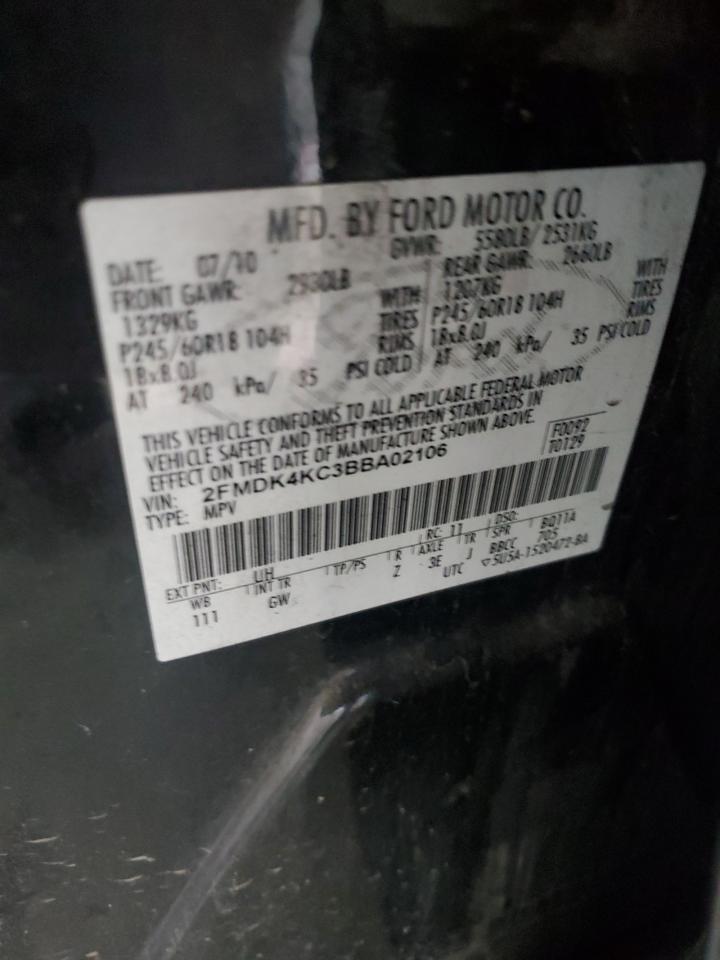 MFD. BY FORD MOTOR CO.
DATE: 07/10 GVWR: 5580LB/ 2531KG
FRONT GAWR: 2930LB REAR GAWR: 2660LB
1329KG WITH 1207KG WITH
P245/60R18 104H TIRES P245/60R18 104H TIRES
18x8.0J RIMS 18x8.0J RIMS
AT 240 kPa/ 35 PSI COLD AT 240 kPa/ 35 PSI COLD
THIS VEHICLE CONFORMS TO ALL APPLICABLE FEDERAL MOTOR
VEHICLE SAFETY AND THEFT PREVENTION STANDARDS IN
EFFECT ON THE DATE OF MANUFACTURE SHOWN ABOVE.
F0092
T0129
VIN: 2FMDK4KC3BBA02106
TYPE: MPV
EXT PNT: UH RC: 11 DSO:
WB INT TR TP/PS R AXLE TR SPR BQ11A
111 GW Z 3E J BBCC 705
UTC ▽5U5A-1520472-BA